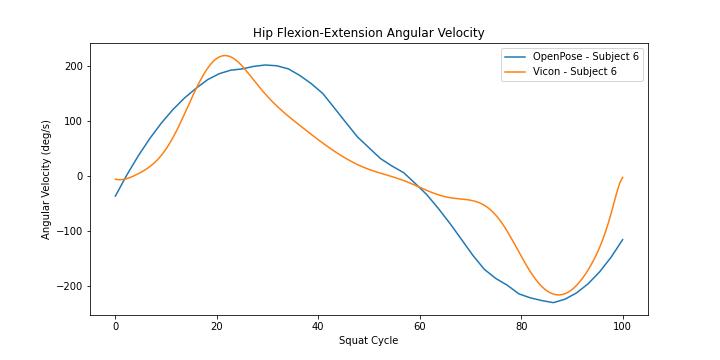 Hip Flexion-Extension Angular Velocity
OpenPose - Subject 6
Vicon - Subject 6
Angular Velocity (deg/s)
200
100
0
−100
−200
0 20 40 60 80 100
Squat Cycle